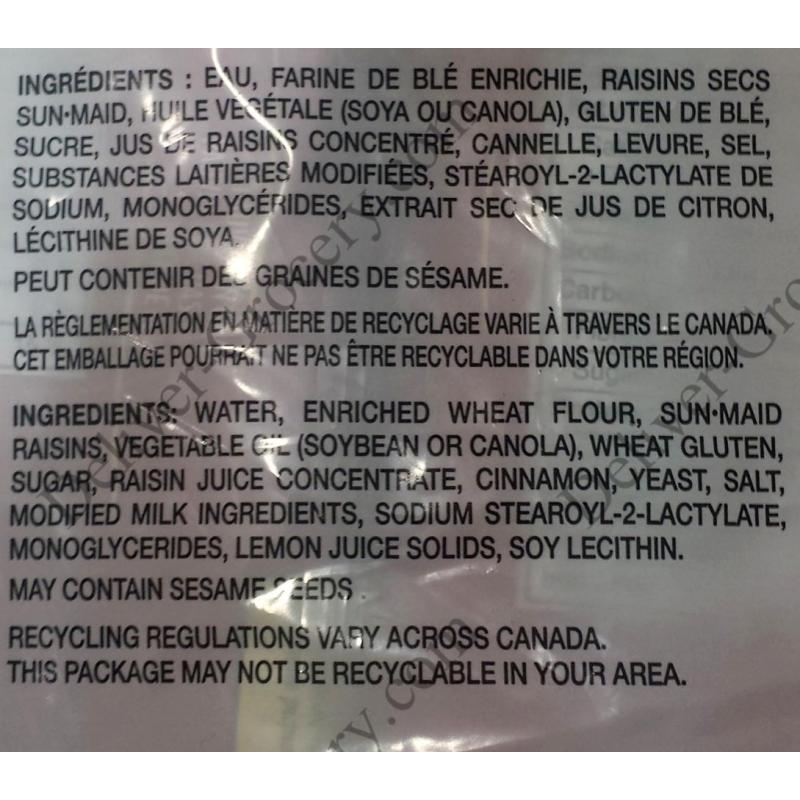 INGRÉDIENTS : EAU, FARINE DE BLÉ ENRICHIE, RAISINS SECS
SUN•MAID, HUILE VEGÉTALE (SOYA OU CANOLA), GLUTEN DE BLÉ,
SUCRE, JUS DE RAISINS CONCENTRÉ, CANNELLE, LEVURE, SEL,
SUBSTANCES LAITIÈRES MODIFIÉES, STÉAROYL-2-LACTYLATE DE
SODIUM, MONOGLYCÉRIDES, EXTRAIT SEC DE JUS DE CITRON,
LÉCITHINE DE SOYA.
PEUT CONTENIR DES GRAINES DE SÉSAME.
LA RÈGLEMENTATION EN MATIÈRE DE RECYCLAGE VARIE À TRAVERS LE CANADA.
CET EMBALLAGE POURRAIT NE PAS ÊTRE RECYCLABLE DANS VOTRE RÉGION.
INGREDIENTS: WATER, ENRICHED WHEAT FLOUR, SUN•MAID
RAISINS, VEGETABLE OIL (SOYBEAN OR CANOLA), WHEAT GLUTEN,
SUGAR, RAISIN JUICE CONCENTRATE, CINNAMON, YEAST, SALT,
MODIFIED MILK INGREDIENTS, SODIUM STEAROYL-2-LACTYLATE,
MONOGLYCERIDES, LEMON JUICE SOLIDS, SOY LECITHIN.
MAY CONTAIN SESAME SEEDS.
RECYCLING REGULATIONS VARY ACROSS CANADA.
THIS PACKAGE MAY NOT BE RECYCLABLE IN YOUR AREA.